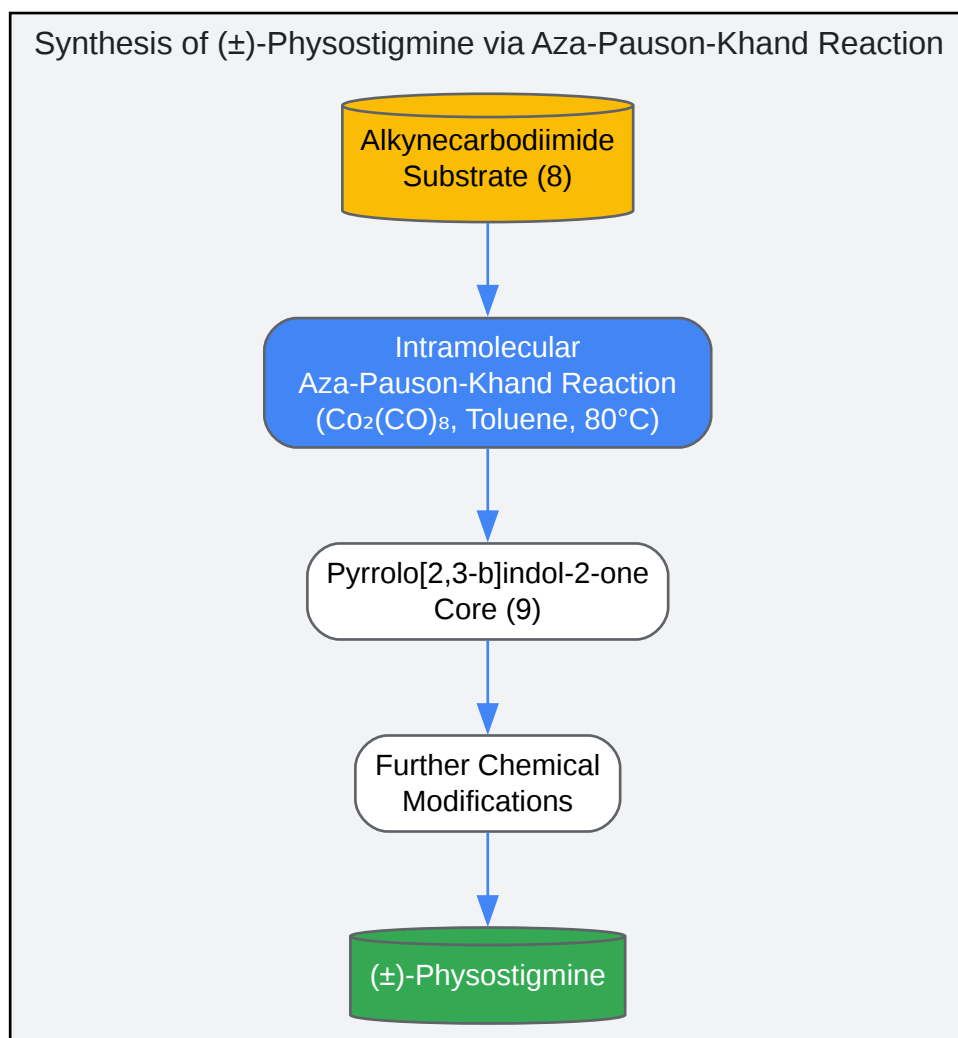 Synthesis of (±)-Physostigmine via Aza-Pauson-Khand Reaction
Alkynecarbodiimide
Substrate (8)
Intramolecular
Aza-Pauson-Khand Reaction
(Co₂(CO)₈, Toluene, 80°C)
Pyrrolo[2,3-b]indol-2-one
Core (9)
Further Chemical
Modifications
(±)-Physostigmine